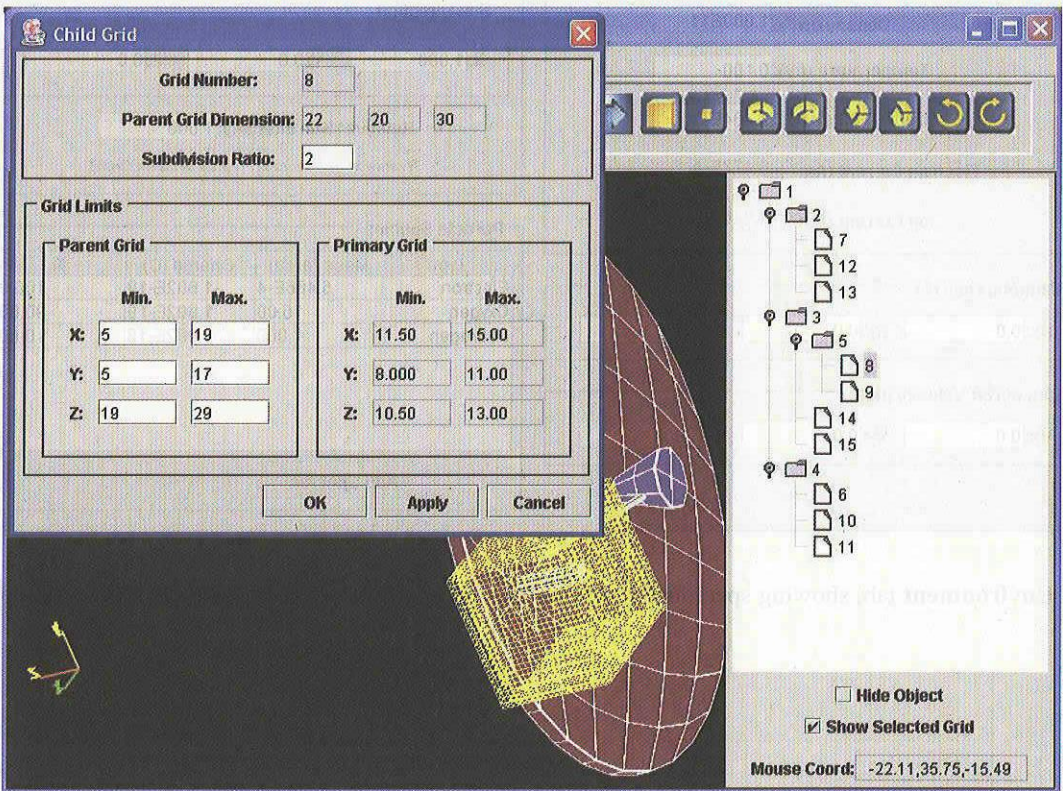 Child Grid
Grid Number: 8
Parent Grid Dimension: 22 20 30
Subdivision Ratio: 2
Grid Limits
Parent Grid
Min. Max.
X: 5 19
Y: 5 17
Z: 19 29
Primary Grid
Min. Max.
X: 11.50 15.00
Y: 8.000 11.00
Z: 10.50 13.00
OK Apply Cancel
1
2
7
12
13
3
5
8
9
14
15
4
6
10
11
Hide Object
Show Selected Grid
Mouse Coord: -22.11,35.75,-15.49